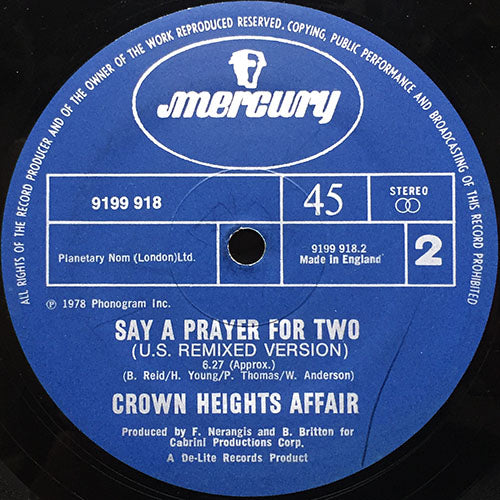 ALL RIGHTS OF THE RECORD PRODUCER AND OF THE OWNER OF THE WORK REPRODUCED RESERVED. COPYING, PUBLIC PERFORMANCE AND BROADCASTING OF THIS RECORD PROHIBITED
mercury
9199 918
45
STEREO
Planetary Nom (London)Ltd.
9199 918.2
Made in England
2
℗ 1978 Phonogram Inc.
SAY A PRAYER FOR TWO
(U.S. REMIXED VERSION)
6.27 (Approx.)
(B. Reid/H. Young/P. Thomas/W. Anderson)
CROWN HEIGHTS AFFAIR
Produced by F. Nerangis and B. Britton for
Cabrini Productions Corp.
A De-Lite Records Product